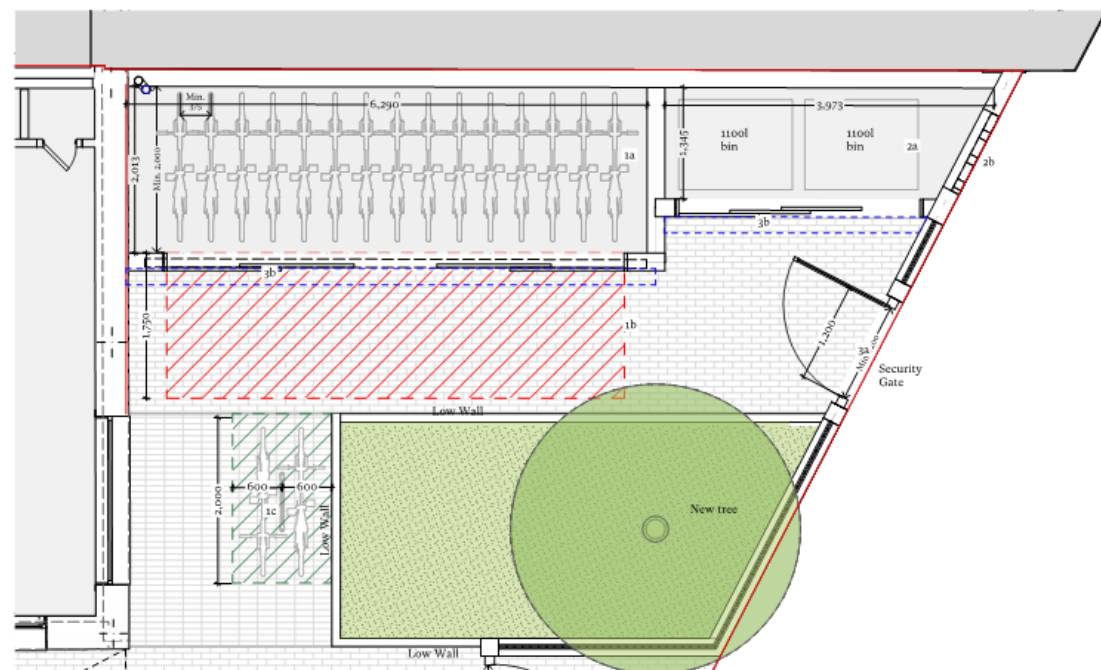 Min.
375
6,290
3,973
1100l
bin
1100l
bin
1a
2a
2b
1,345
2,013
Min. 2,000
3b
3b
1,750
1b
1,200
3a
Security
Gate
Low Wall
600
600
2,000
1c
Low Wall
New tree
Low Wall